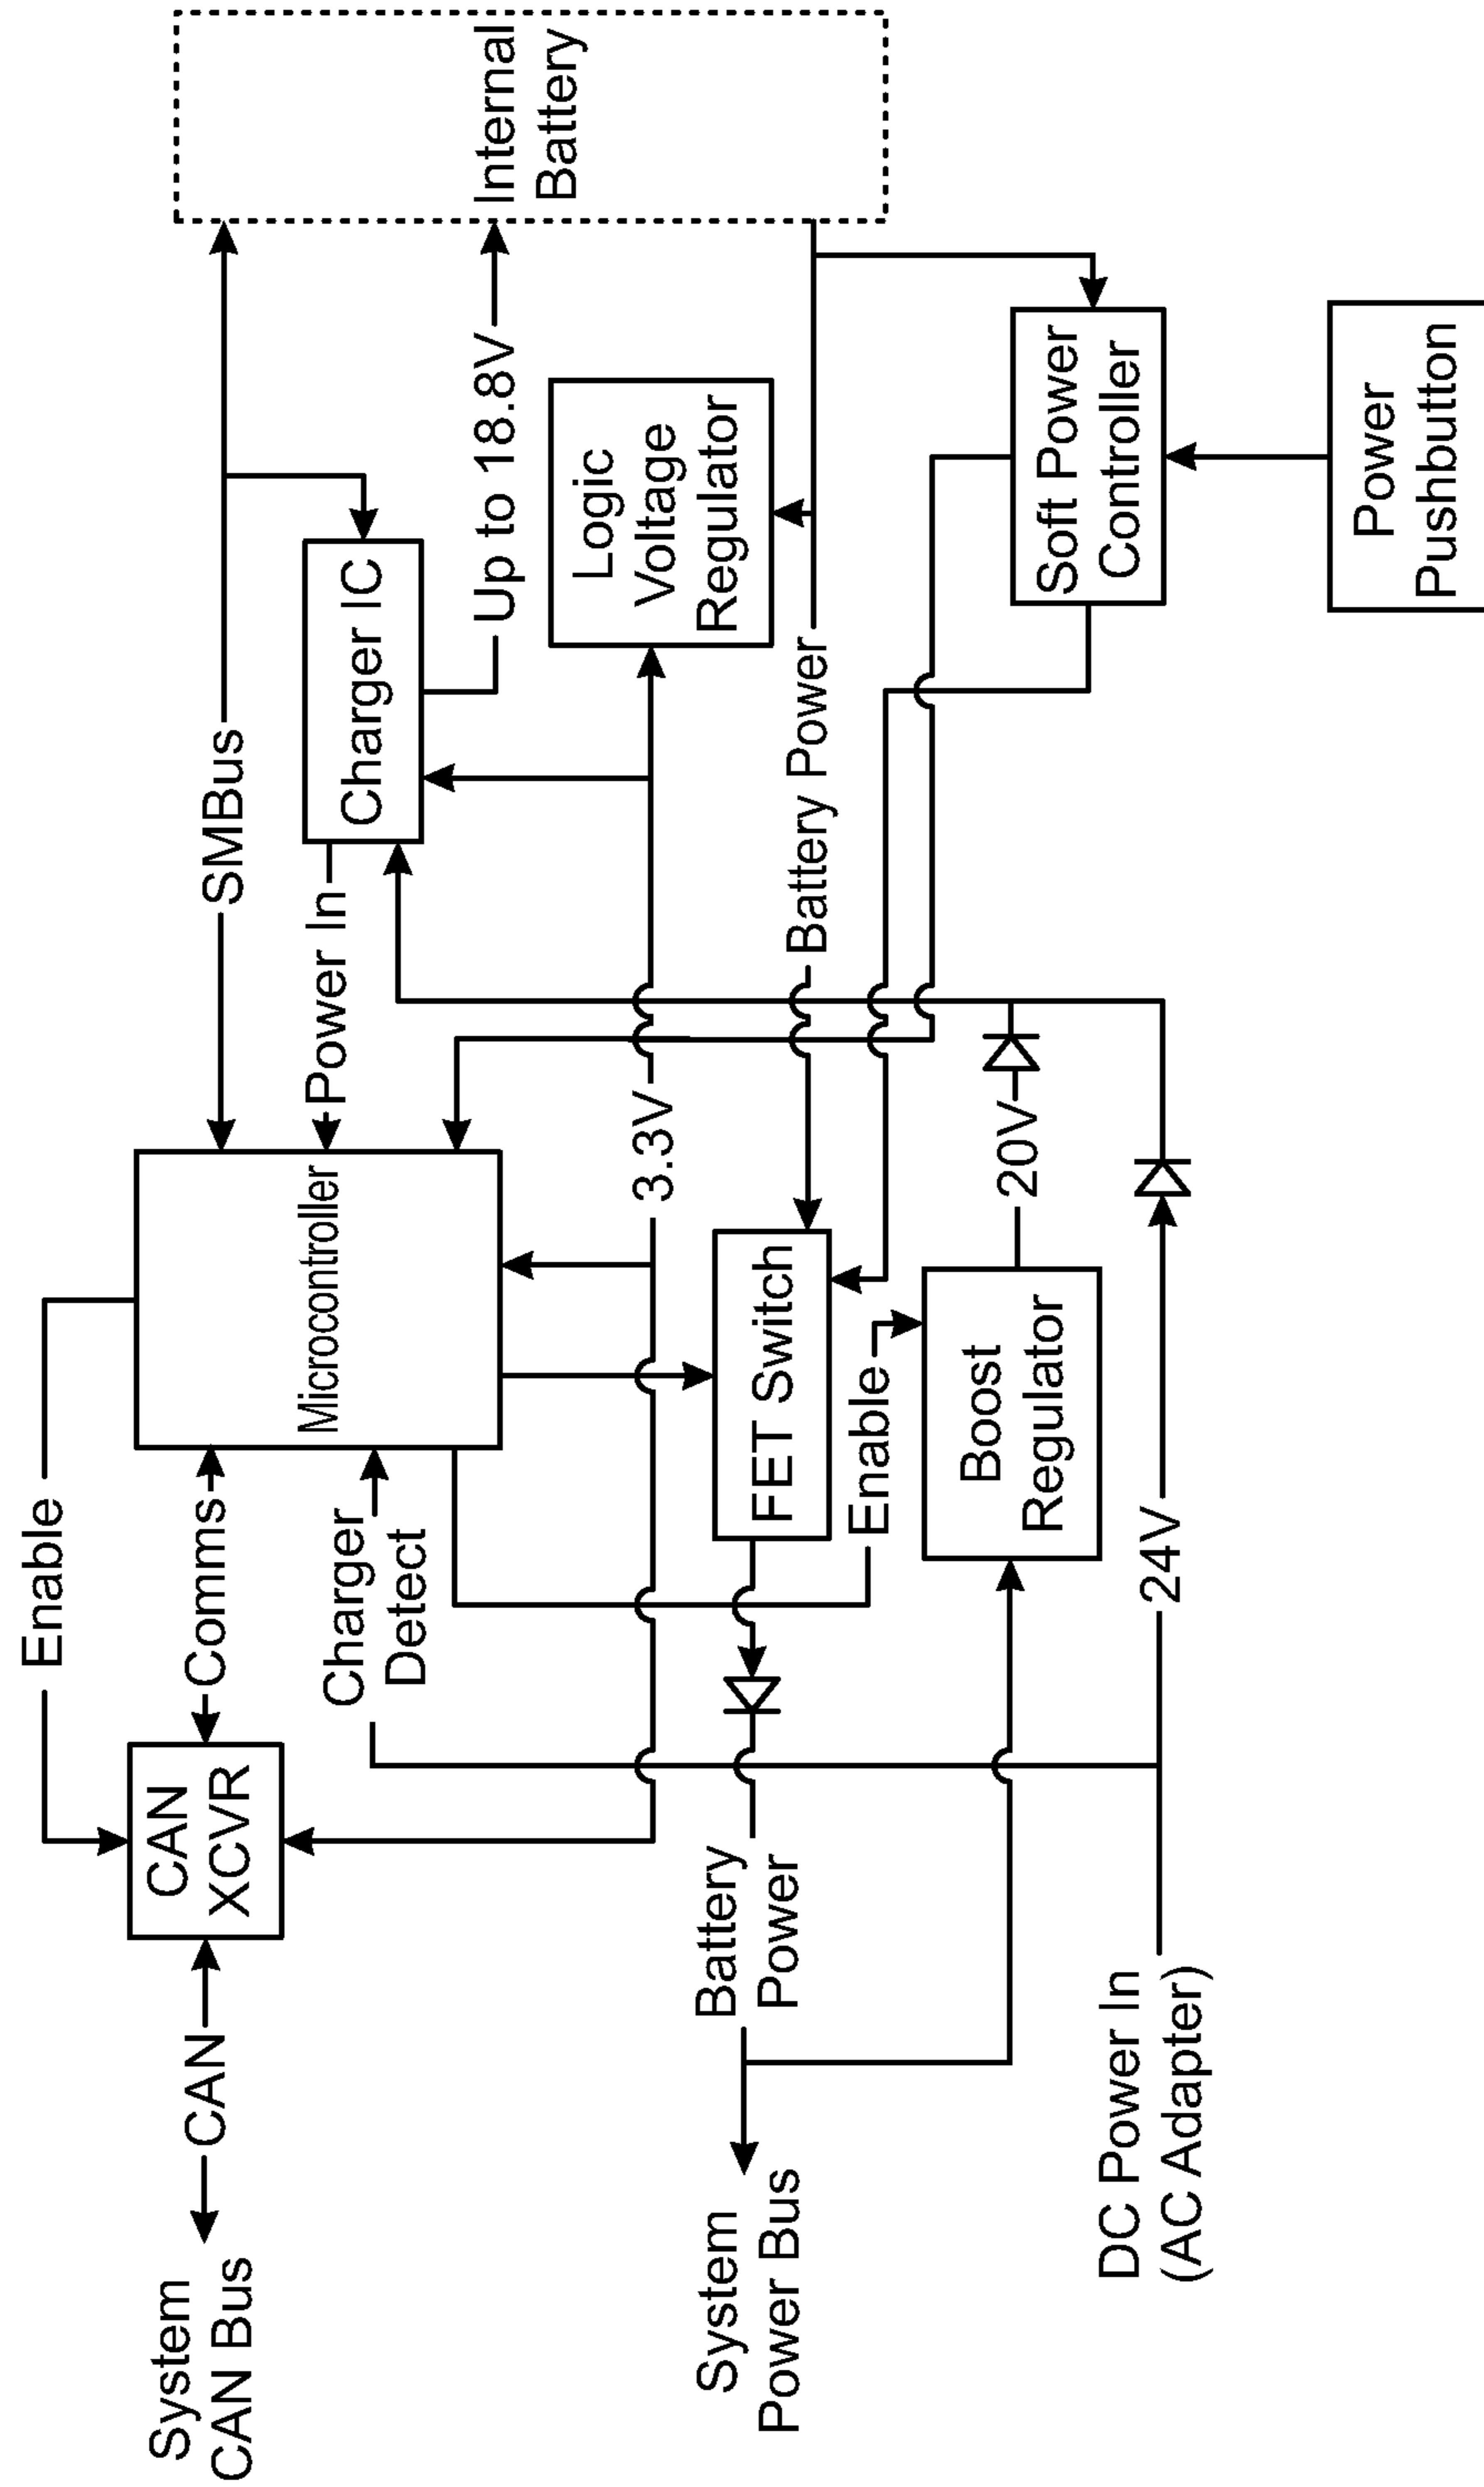 Enable
System
CAN Bus
CAN
CAN
XCVR
Comms
Microcontroller
SMBus
Charger
Detect
Power In
Charger IC
Up to 18.8V
Internal
Battery
3.3V
Logic
Voltage
Regulator
System
Power Bus
Battery
Power
FET Switch
Battery Power
Enable
Boost
Regulator
20V
Soft Power
Controller
DC Power In
(AC Adapter)
24V
Power
Pushbutton